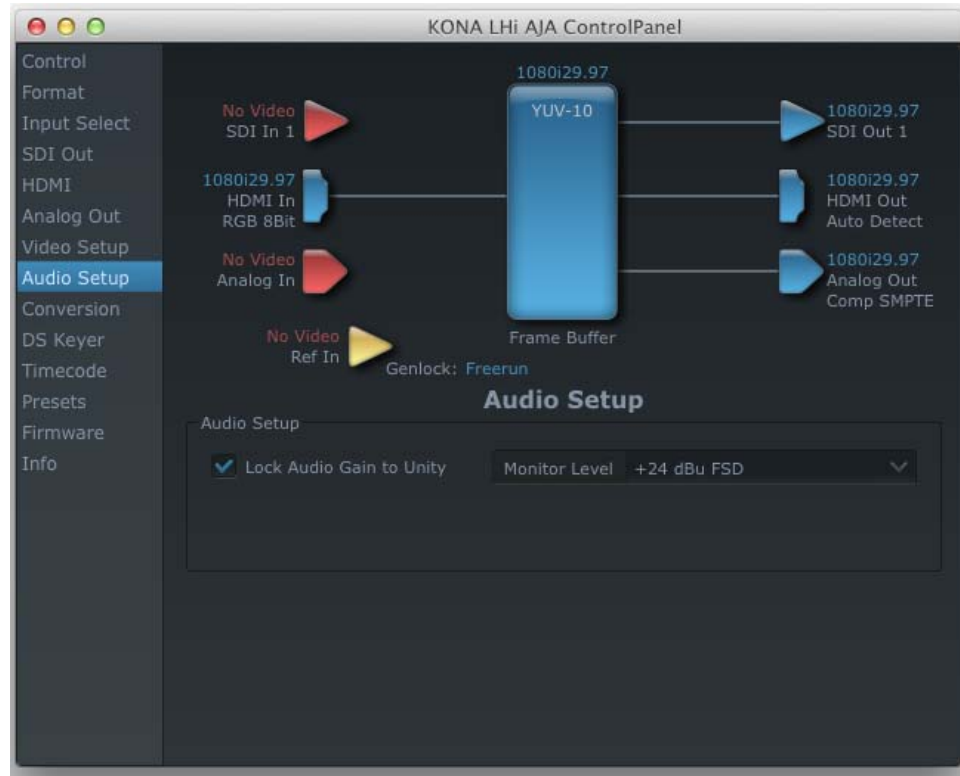 KONA LHi AJA ControlPanel
Control
Format
Input Select
SDI Out
HDMI
Analog Out
Video Setup
Audio Setup
Conversion
DS Keyer
Timecode
Presets
Firmware
Info
1080i29.97
YUV-10
Frame Buffer
No Video
SDI In 1
1080i29.97
HDMI In
RGB 8Bit
No Video
Analog In
No Video
Ref In
Genlock: Freerun
1080i29.97
SDI Out 1
1080i29.97
HDMI Out
Auto Detect
1080i29.97
Analog Out
Comp SMPTE
Audio Setup
Audio Setup
Lock Audio Gain to Unity
Monitor Level +24 dBu FSD